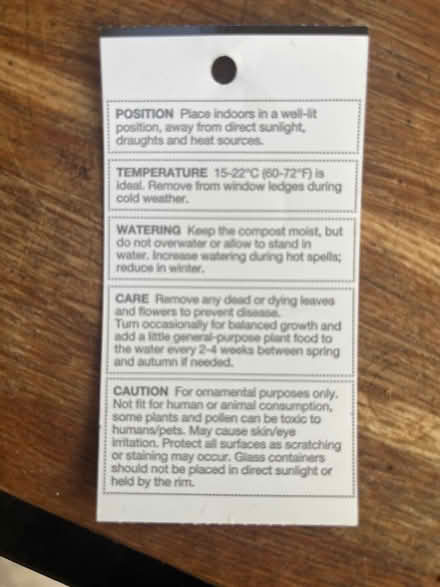 POSITION Place indoors in a well-lit
position, away from direct sunlight,
draughts and heat sources.
TEMPERATURE 15-22°C (60-72°F) is
ideal. Remove from window ledges during
cold weather.
WATERING Keep the compost moist, but
do not overwater or allow to stand in
water. Increase watering during hot spells;
reduce in winter.
CARE Remove any dead or dying leaves
and flowers to prevent disease.
Turn occasionally for balanced growth and
add a little general-purpose plant food to
the water every 2-4 weeks between spring
and autumn if needed.
CAUTION For ornamental purposes only.
Not fit for human or animal consumption,
some plants and pollen can be toxic to
humans/pets. May cause skin/eye
irritation. Protect all surfaces as scratching
or staining may occur. Glass containers
should not be placed in direct sunlight or
held by the rim.